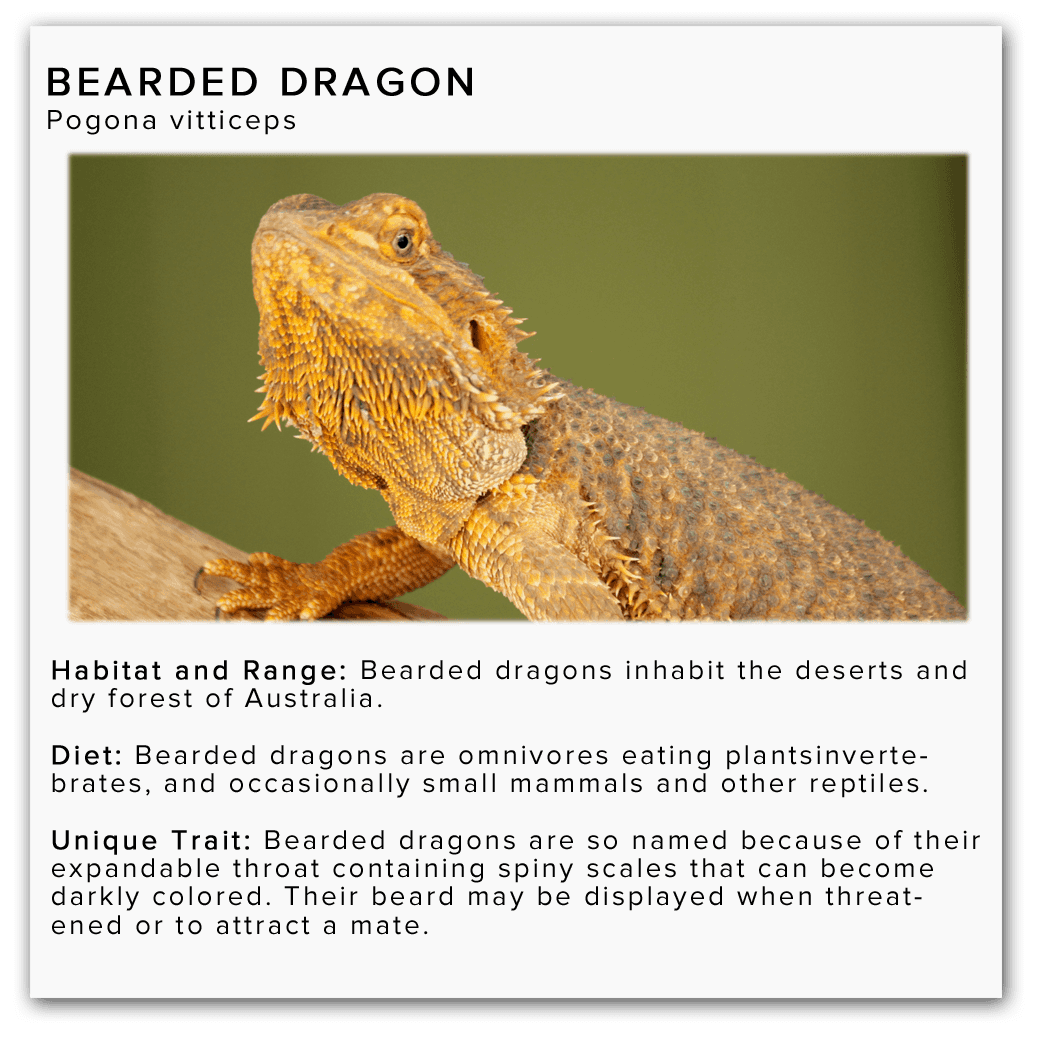 BEARDED DRAGON
Pogona vitticeps
Habitat and Range: Bearded dragons inhabit the deserts and
dry forest of Australia.
Diet: Bearded dragons are omnivores eating plantsinverte-
brates, and occasionally small mammals and other reptiles.
Unique Trait: Bearded dragons are so named because of their
expandable throat containing spiny scales that can become
darkly colored. Their beard may be displayed when threat-
ened or to attract a mate.